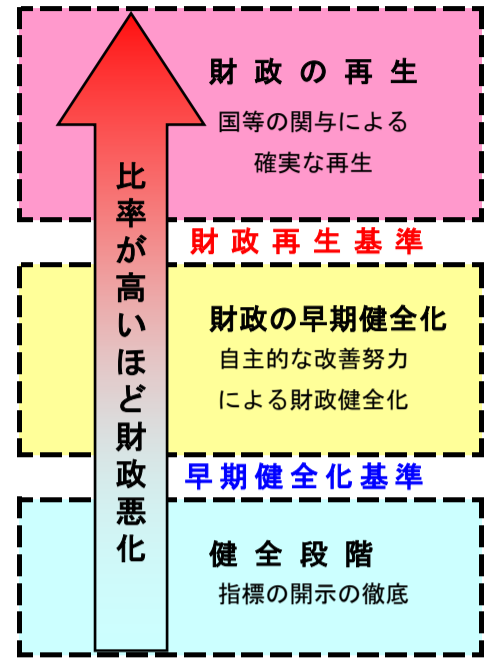 財政の再生
国等の関与による
確実な再生
財政再生基準
財政の早期健全化
自主的な改善努力
による財政健全化
早期健全化基準
健全段階
指標の開示の徹底
比率が高いほど財政悪化